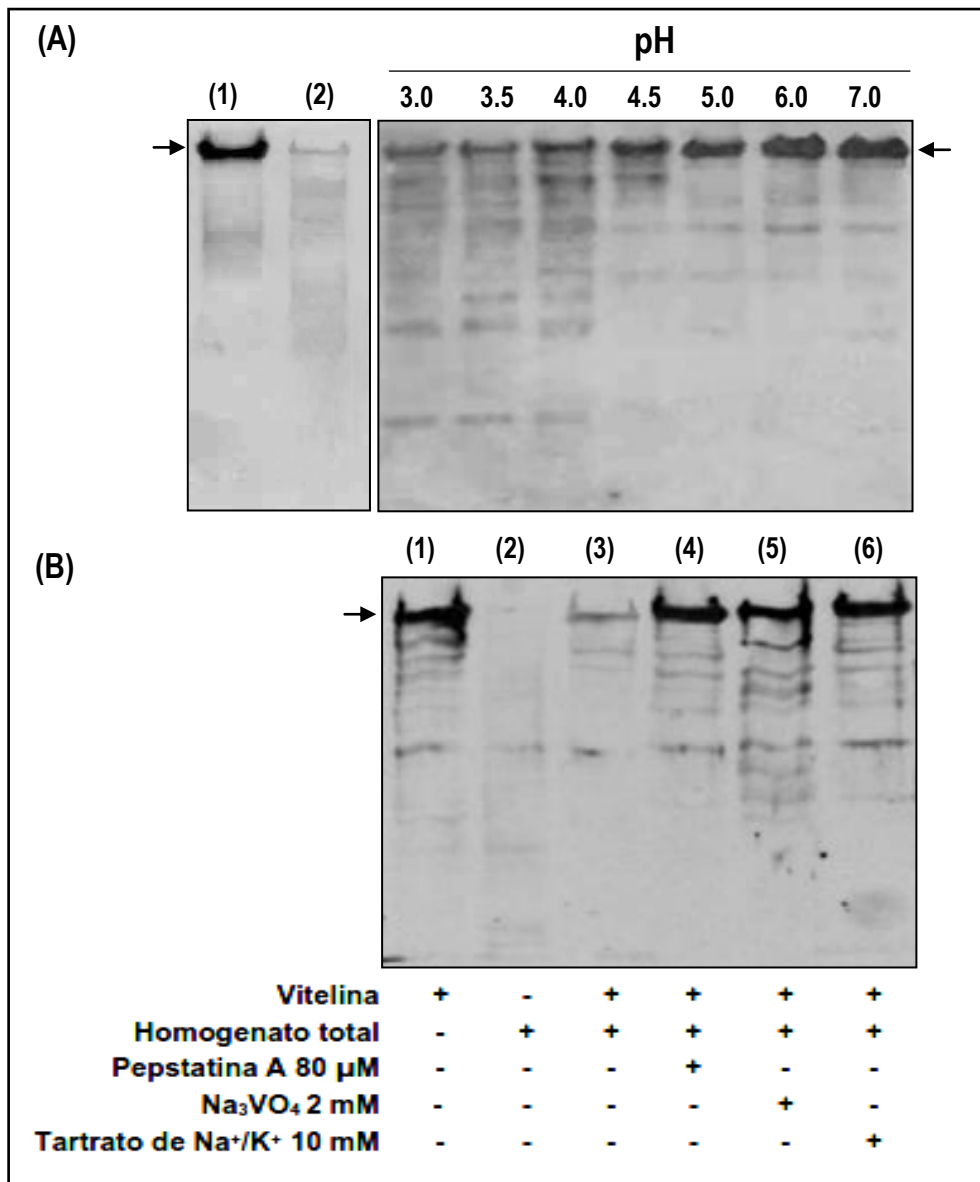 (A)
pH
(1) (2) 3.0 3.5 4.0 4.5 5.0 6.0 7.0
(B)
(1) (2) (3) (4) (5) (6)
Vitelina + - + + + +
Homogenato total - + + + + +
Pepstatina A 80 µM - - - + - -
Na₃VO₄ 2 mM - - - - + -
Tartrato de Na⁺/K⁺ 10 mM - - - - - +